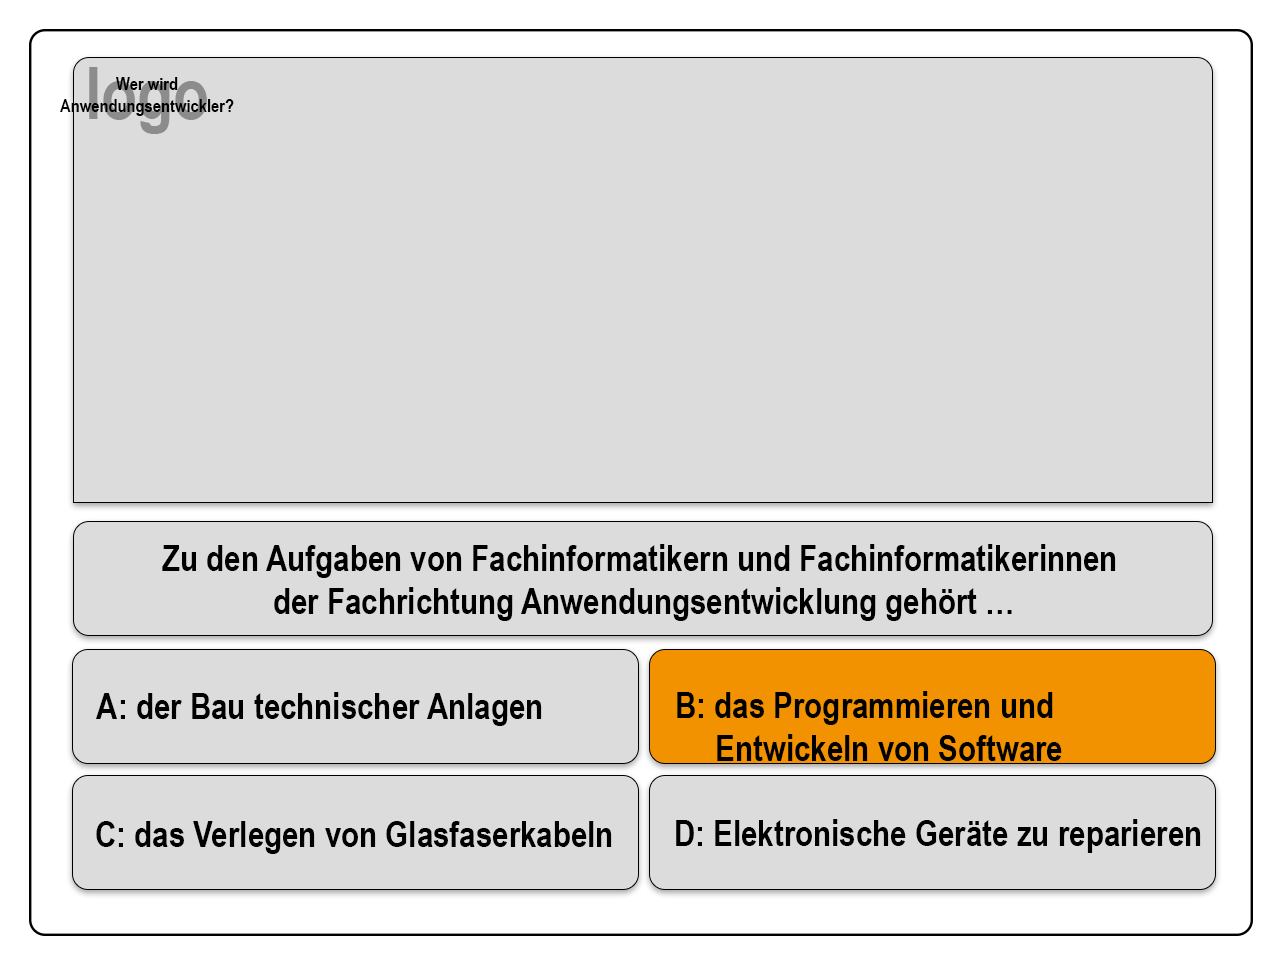 logo
Wer wird
Anwendungsentwickler?
Zu den Aufgaben von Fachinformatikern und Fachinformatikerinnen
der Fachrichtung Anwendungsentwicklung gehört …
A: der Bau technischer Anlagen
B: das Programmieren und
Entwickeln von Software
C: das Verlegen von Glasfaserkabeln
D: Elektronische Geräte zu reparieren